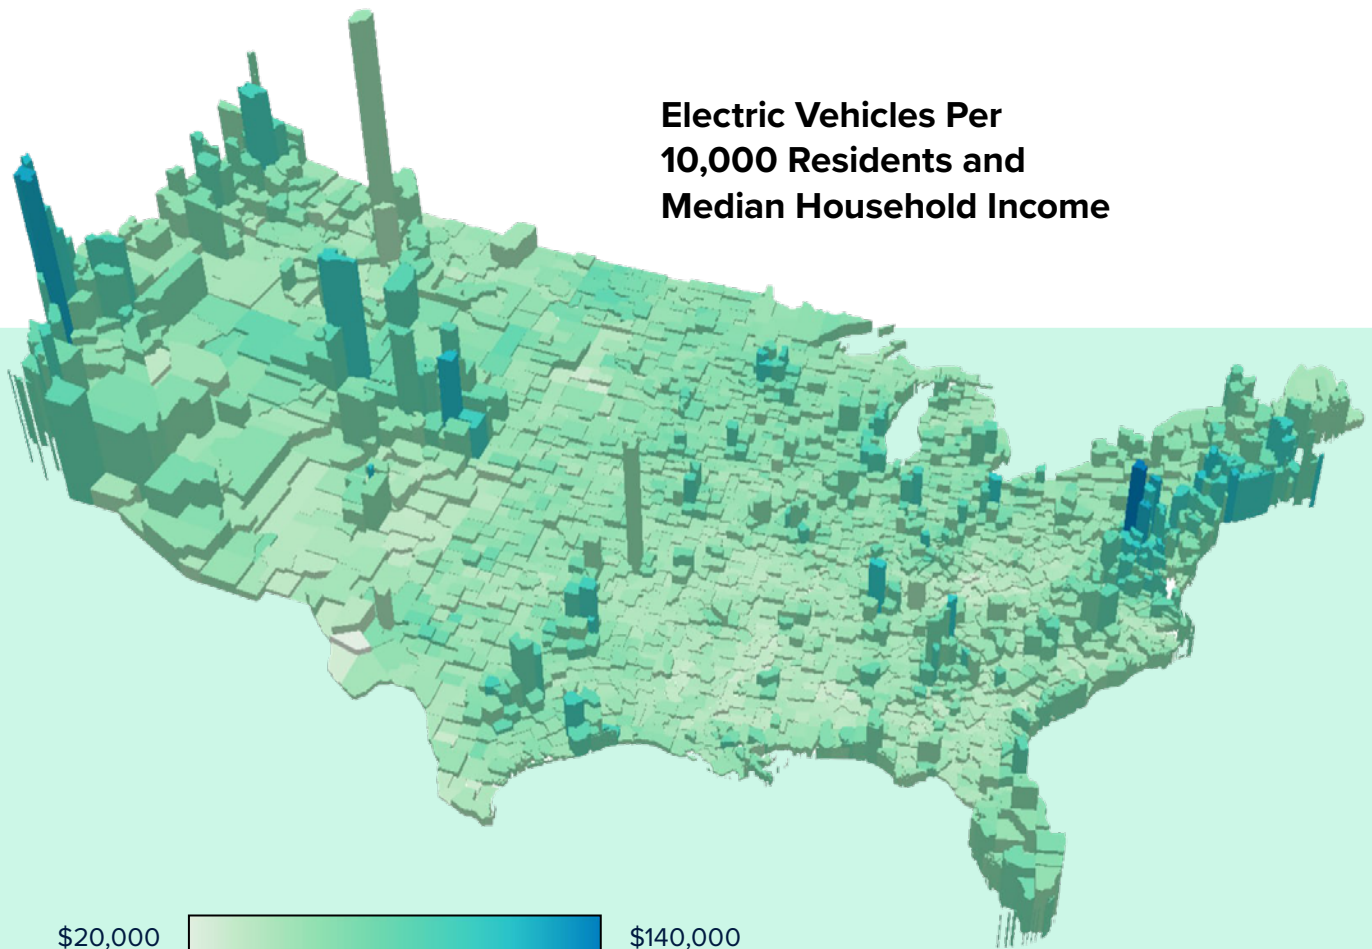 Electric Vehicles Per
10,000 Residents and
Median Household Income
$20,000
$140,000